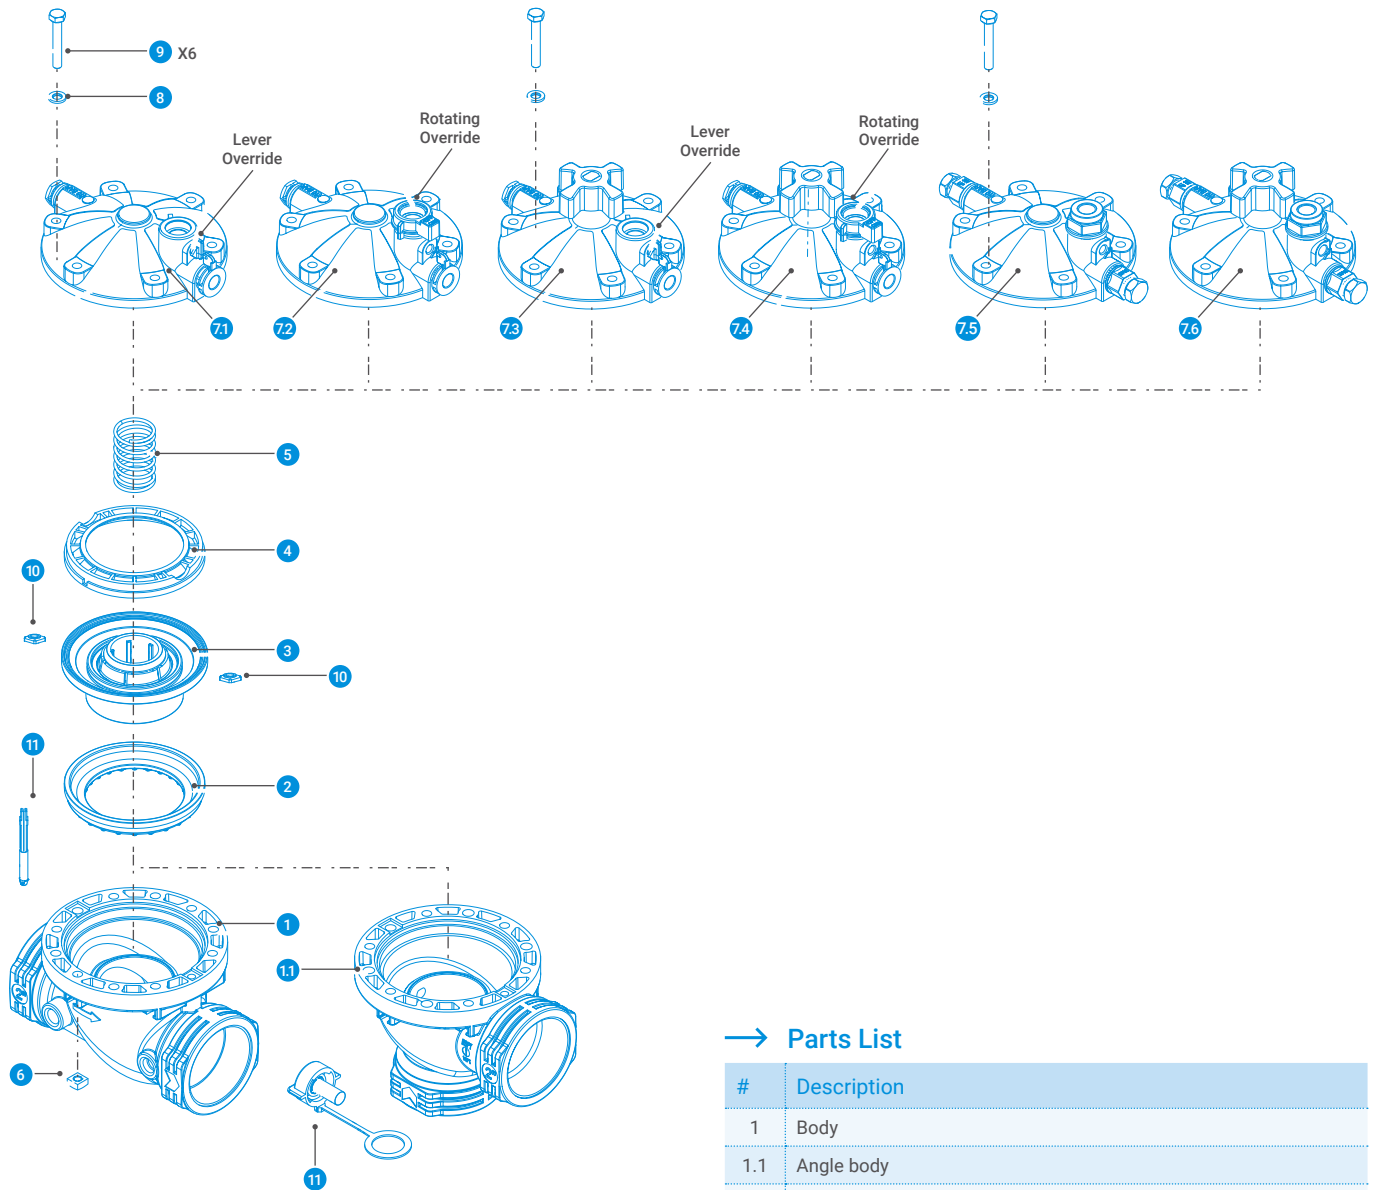 9 X6
8
Lever
Override
Rotating
Override
Lever
Override
Rotating
Override
7.1
7.2
7.3
7.4
7.5
7.6
5
4
10
3
10
11
2
1
1.1
6
11
→ Parts List
# Description
1 Body
1.1 Angle body